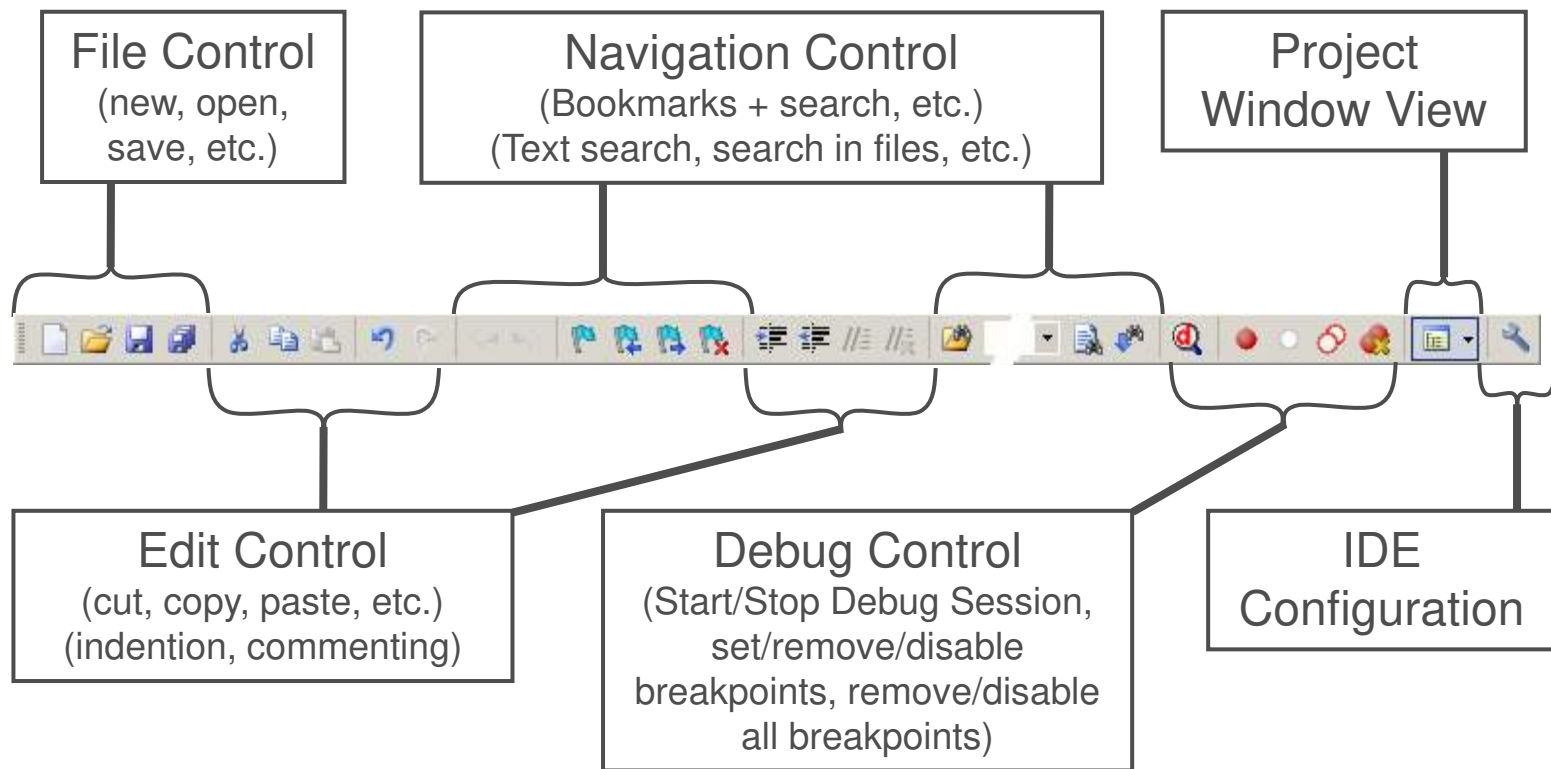 File Control
(new, open,
save, etc.)
Navigation Control
(Bookmarks + search, etc.)
(Text search, search in files, etc.)
Project
Window View
Edit Control
(cut, copy, paste, etc.)
(indention, commenting)
Debug Control
(Start/Stop Debug Session,
set/remove/disable
breakpoints, remove/disable
all breakpoints)
IDE
Configuration